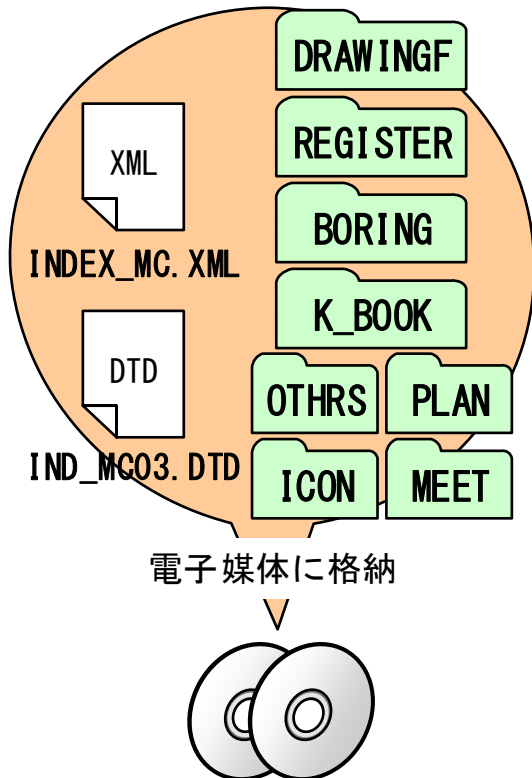 DRAWINGF
XML
REGISTER
BORING
INDEX_MC.XML
K_BOOK
DTD
OTHRS
PLAN
IND_MC03.DTD
ICON
MEET
電子媒体に格納